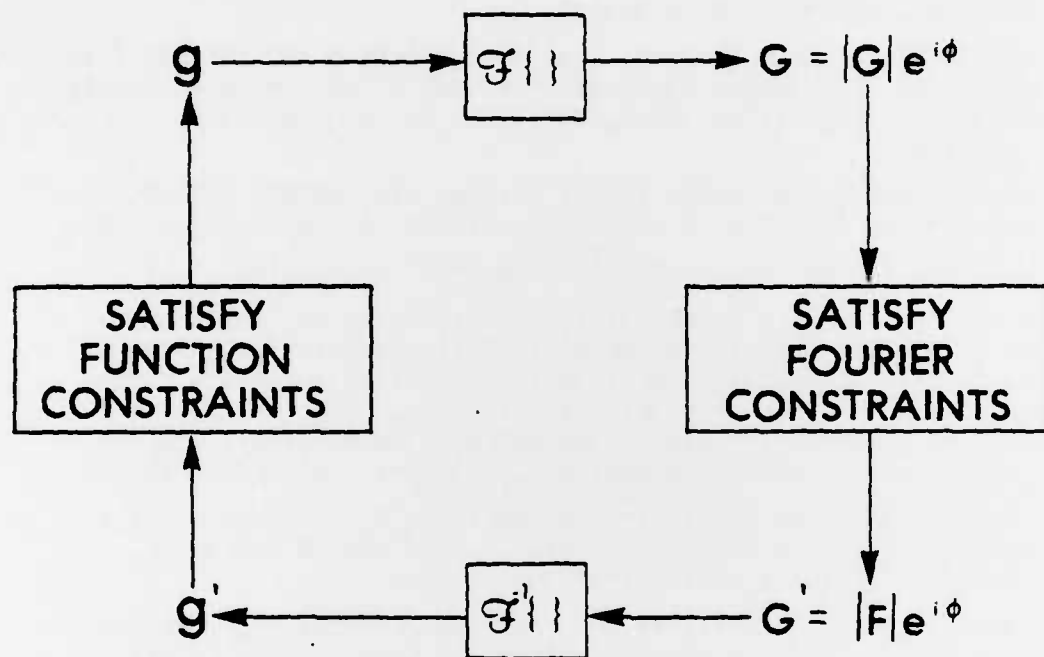 g
ℱ{ }
G = |G| e^{iφ}
SATISFY
FUNCTION
CONSTRAINTS
SATISFY
FOURIER
CONSTRAINTS
g'
ℱ^{-1}{ }
G' = |F| e^{iφ}